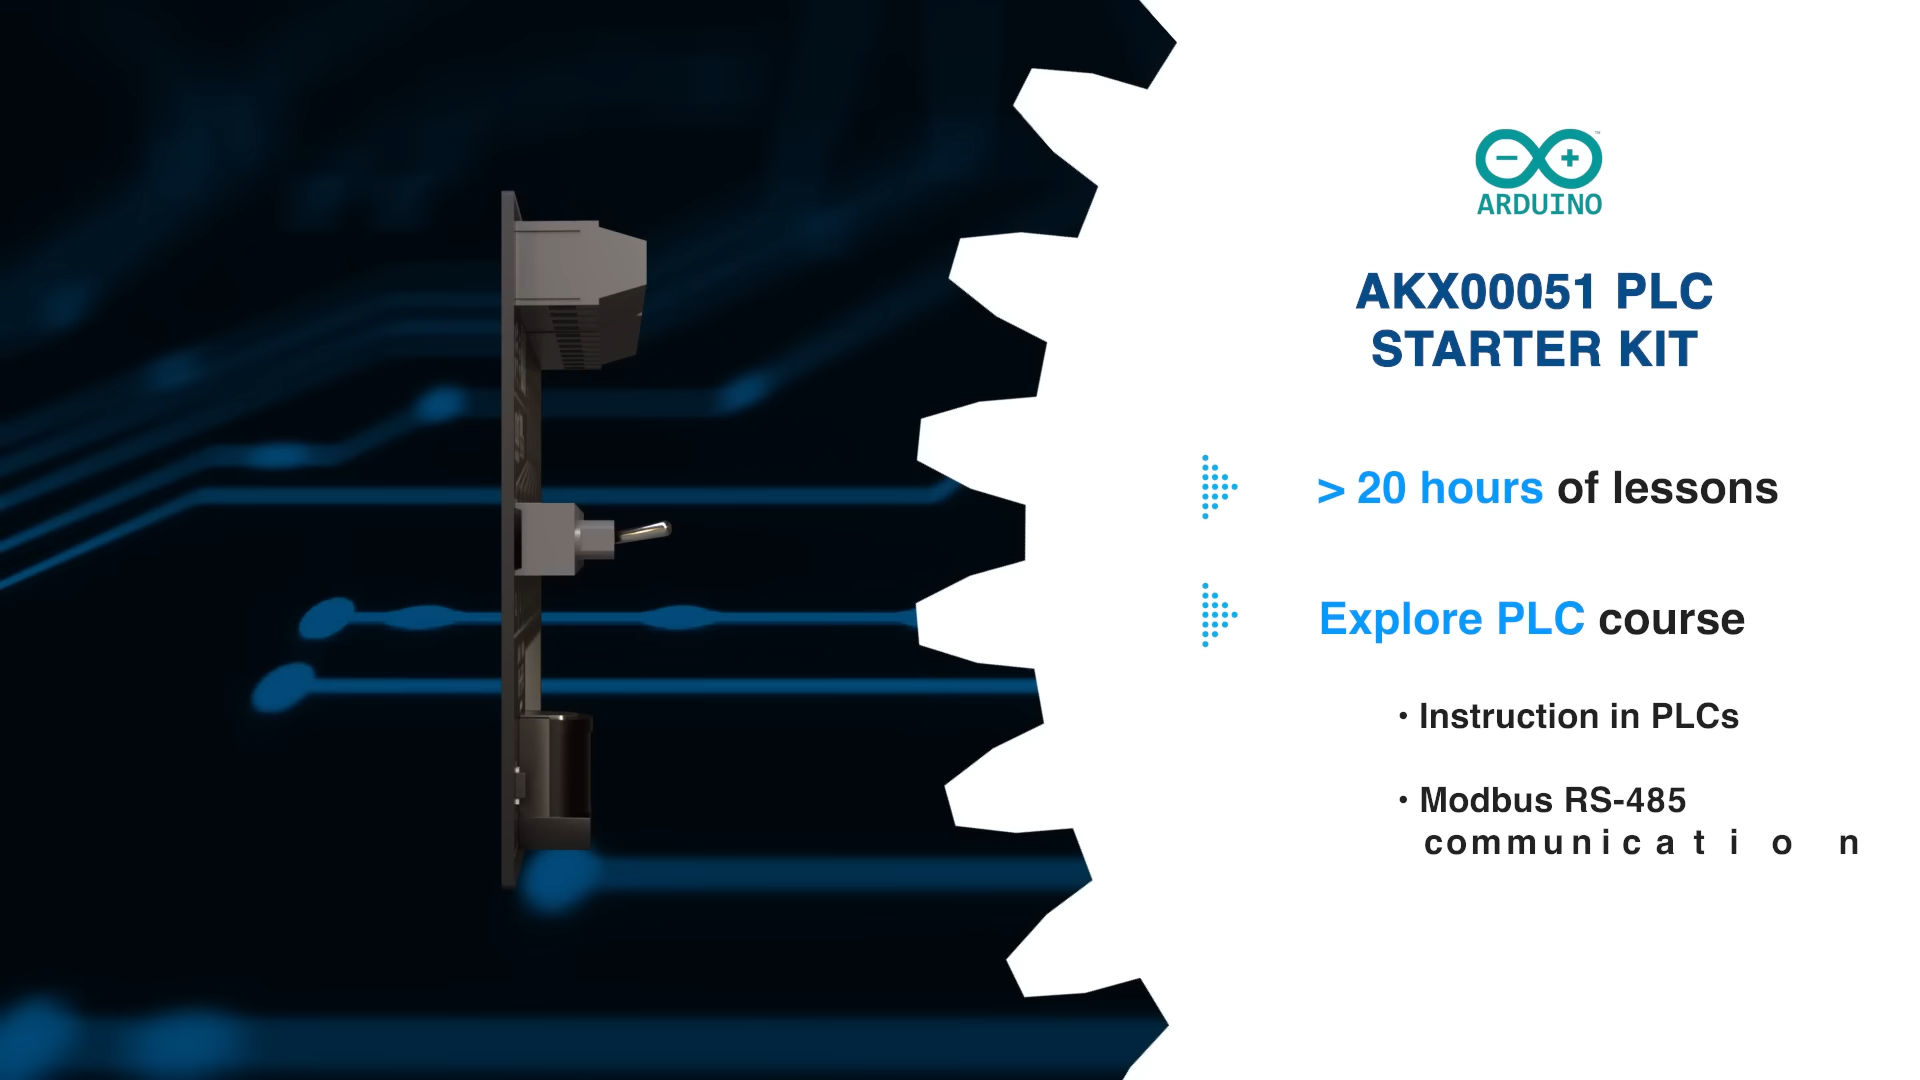 ARDUINO
AKX00051 PLC
STARTER KIT
> 20 hours of lessons
Explore PLC course
• Instruction in PLCs
• Modbus RS-485
communication